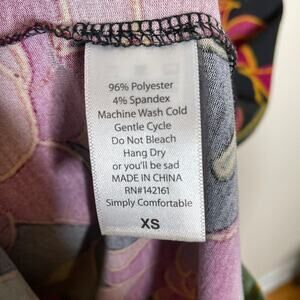 96% Polyester
4% Spandex
Machine Wash Cold
Gentle Cycle
Do Not Bleach
Hang Dry
or you'll be sad
MADE IN CHINA
RN#142161
Simply Comfortable
XS